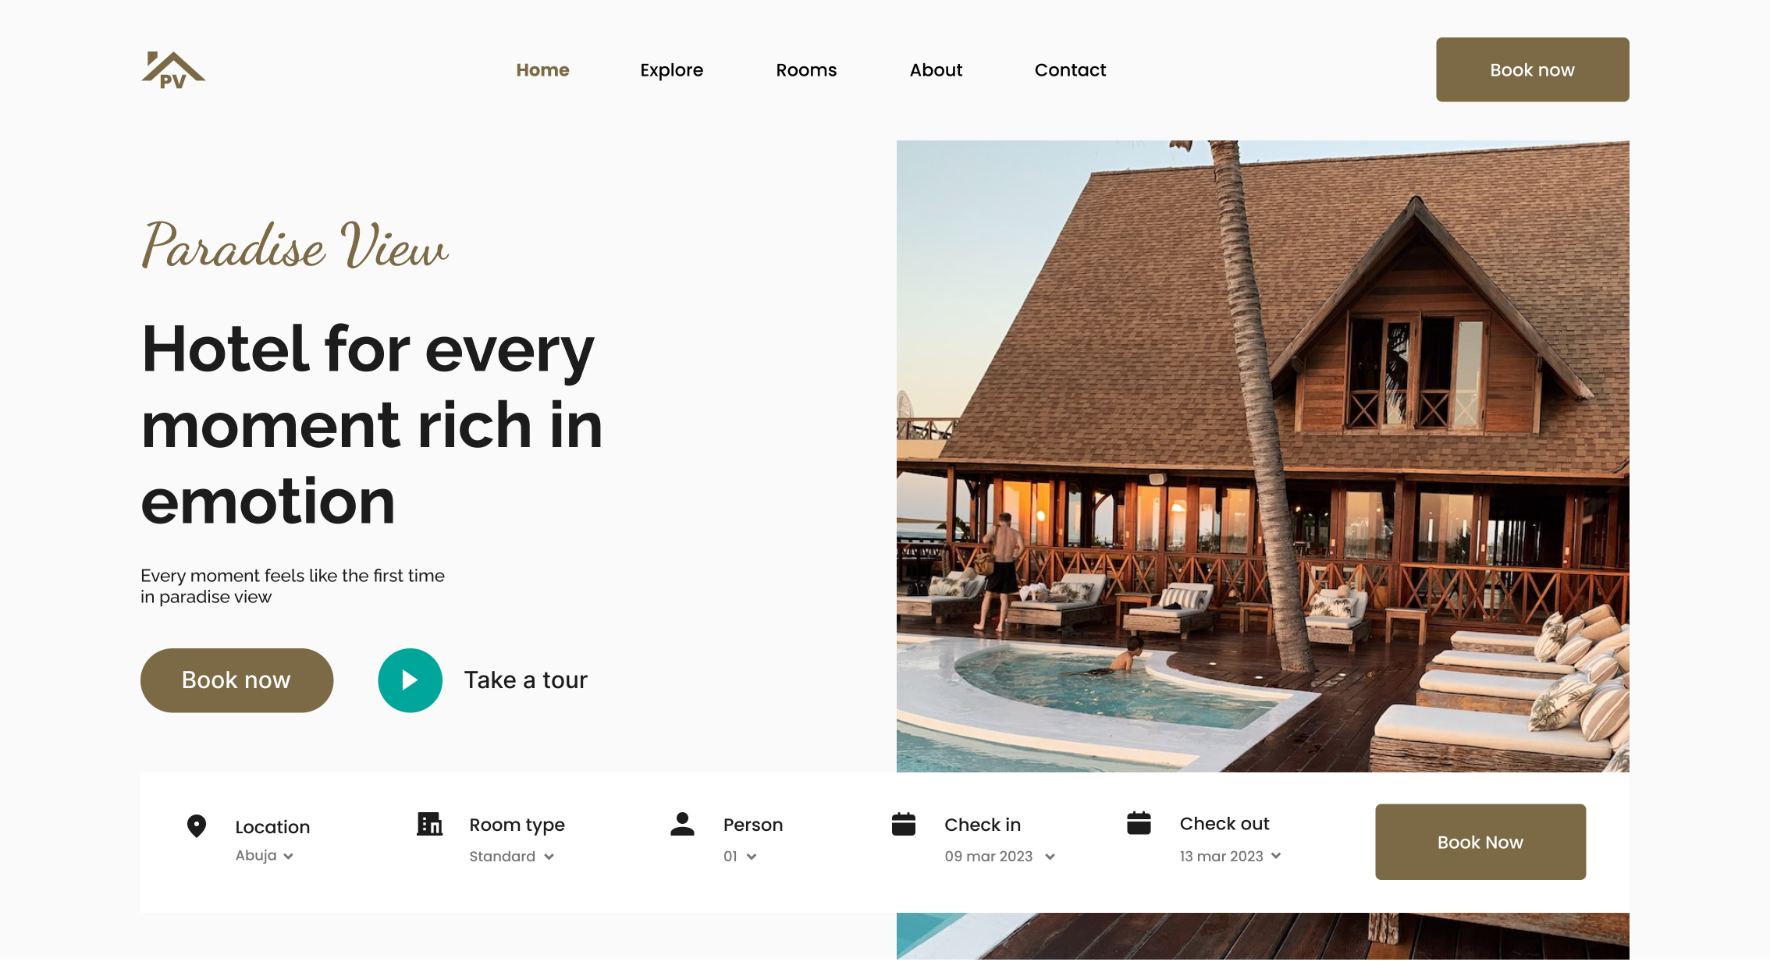 PV
Home
Explore
Rooms
About
Contact
Book now
Paradise View
Hotel for every
moment rich in
emotion
Every moment feels like the first time
in paradise view
Book now
Take a tour
Location
Abuja
Room type
Standard
Person
01
Check in
09 mar 2023
Check out
13 mar 2023
Book Now